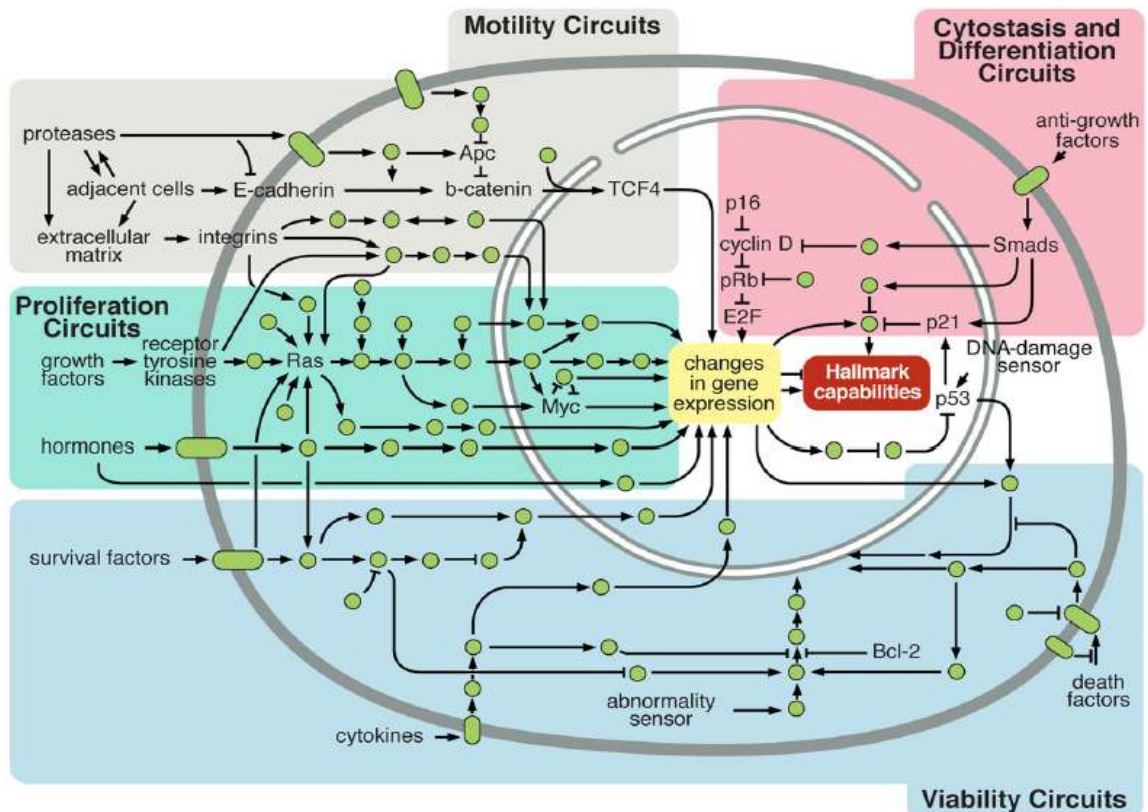 Motility Circuits
Cytostasis and
Differentiation
Circuits
proteases
Apc
anti-growth
factors
adjacent cells
E-cadherin
b-catenin
TCF4
p16
extracellular
matrix
integrins
cyclin D
Smads
pRb
Proliferation
Circuits
E2F
p21
growth
factors
receptor
tyrosine
kinases
Ras
changes
in gene
expression
Hallmark
capabilities
DNA-damage
sensor
p53
Myc
hormones
survival factors
Bcl-2
abnormality
sensor
death
factors
cytokines
Viability Circuits